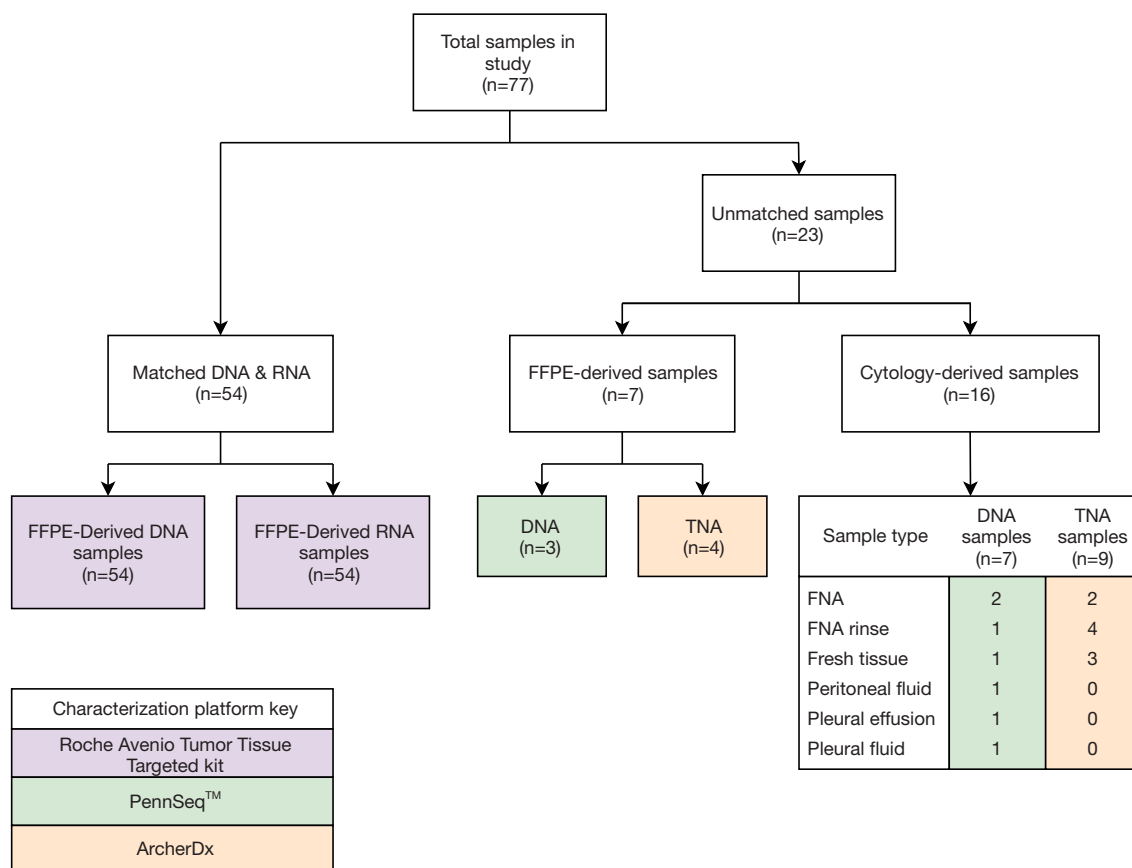 Total samples in
study
(n=77)
Unmatched samples
(n=23)
Matched DNA & RNA
(n=54)
FFPE-derived samples
(n=7)
Cytology-derived samples
(n=16)
FFPE-Derived DNA
samples
(n=54)
FFPE-Derived RNA
samples
(n=54)
DNA
(n=3)
TNA
(n=4)
Sample type
DNA
samples
(n=7)
TNA
samples
(n=9)
FNA 2 2
FNA rinse 1 4
Fresh tissue 1 3
Peritoneal fluid 1 0
Pleural effusion 1 0
Pleural fluid 1 0
Characterization platform key
Roche Avenio Tumor Tissue
Targeted kit
PennSeq™
ArcherDx